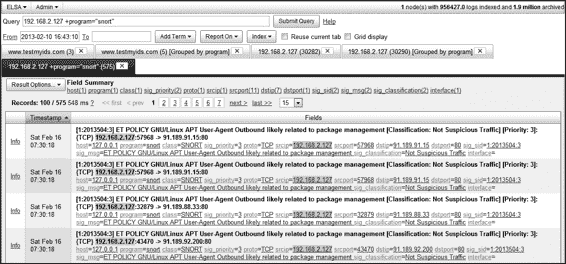 ELSA Admin 1 node(s) with 956427.0 logs indexed and 1.9 million archived
Query 192.168.2.127 +program="snort" Submit Query Help
From 2013-02-10 16:43:10 To Add Term Report On Index Reuse current tab Grid display
www.testmyids.com (3) www.testmyids.com (5) [Grouped by program] 192.168.2.127 (30282) 192.168.2.127 (30290) [Grouped by program]
192.168.2.127 +program="snort" (575)
Result Options... Field Summary
host(1) program(1) class(1) sig_priority(2) proto(1) srcip(1) srcport(11) dstip(7) dstport(1) sig_sid(2) sig_msg(2) sig_classification(2) interface(1)
Records: 100 / 575 548 ms ? << first < prev 1 2 3 4 5 6 7 next > last >> 15
Timestamp Fields
Info Sat Feb 16 07:30:18
[1:2013504:3] ET POLICY GNU/Linux APT User-Agent Outbound likely related to package management [Classification: Not Suspicious Traffic] [Priority: 3]:
{TCP} 192.168.2.127:57968 -> 91.189.91.15:80
host=127.0.0.1 program=snort class=SNORT sig_priority=3 proto=TCP srcip=192.168.2.127 srcport=57968 dstip=91.189.91.15 dstport=80 sig_sid=1:2013504:3
sig_msg=ET POLICY GNU/Linux APT User-Agent Outbound likely related to package management sig_classification=Not Suspicious Traffic interface=
Info Sat Feb 16 07:30:18
[1:2013504:3] ET POLICY GNU/Linux APT User-Agent Outbound likely related to package management [Classification: Not Suspicious Traffic] [Priority: 3]:
{TCP} 192.168.2.127:57968 -> 91.189.91.15:80
host=127.0.0.1 program=snort class=SNORT sig_priority=3 proto=TCP srcip=192.168.2.127 srcport=57968 dstip=91.189.91.15 dstport=80 sig_sid=1:2013504:3
sig_msg=ET POLICY GNU/Linux APT User-Agent Outbound likely related to package management sig_classification=Not Suspicious Traffic interface=
Info Sat Feb 16 07:30:18
[1:2013504:3] ET POLICY GNU/Linux APT User-Agent Outbound likely related to package management [Classification: Not Suspicious Traffic] [Priority: 3]:
{TCP} 192.168.2.127:32879 -> 91.189.88.33:80
host=127.0.0.1 program=snort class=SNORT sig_priority=3 proto=TCP srcip=192.168.2.127 srcport=32879 dstip=91.189.88.33 dstport=80 sig_sid=1:2013504:3
sig_msg=ET POLICY GNU/Linux APT User-Agent Outbound likely related to package management sig_classification=Not Suspicious Traffic interface=
Info Sat Feb 16 07:30:18
[1:2013504:3] ET POLICY GNU/Linux APT User-Agent Outbound likely related to package management [Classification: Not Suspicious Traffic] [Priority: 3]:
{TCP} 192.168.2.127:43470 -> 91.189.92.200:80
host=127.0.0.1 program=snort class=SNORT sig_priority=3 proto=TCP srcip=192.168.2.127 srcport=43470 dstip=91.189.92.200 dstport=80 sig_sid=1:2013504:3
sig_msg=ET POLICY GNU/Linux APT User-Agent Outbound likely related to package management sig_classification=Not Suspicious Traffic interface=